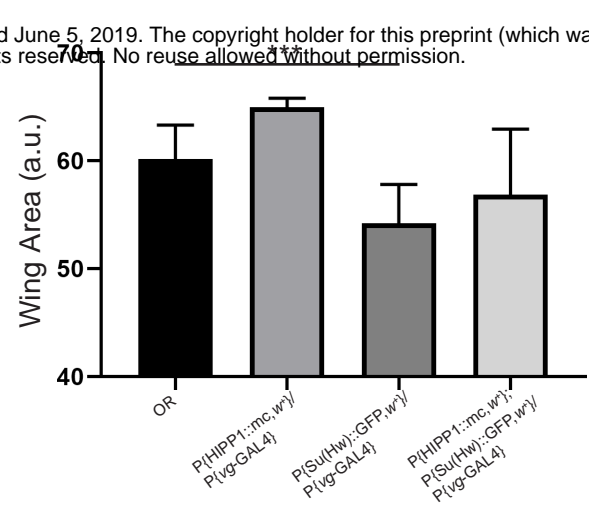 d June 5, 2019. The copyright holder for this preprint (which wa
ts reserved. No reuse allowed without permission.
***
Wing Area (a.u.)
70
60
50
40
OR
P{HIPP1::mc,w⁺}/
P{vg-GAL4}
P{Su(Hw)::GFP,w⁺}/
P{vg-GAL4}
P{HIPP1::mc,w⁺};
P{Su(Hw)::GFP,w⁺}/
P{vg-GAL4}